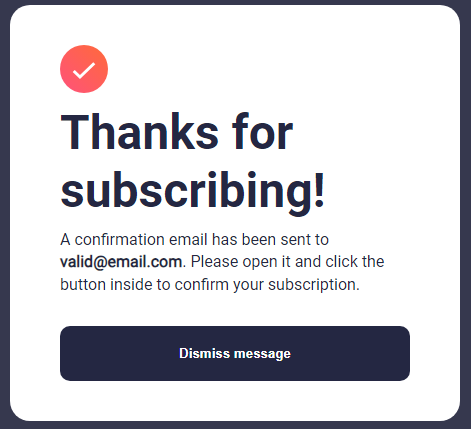 Thanks for
subscribing!
A confirmation email has been sent to
valid@email.com. Please open it and click the
button inside to confirm your subscription.
Dismiss message